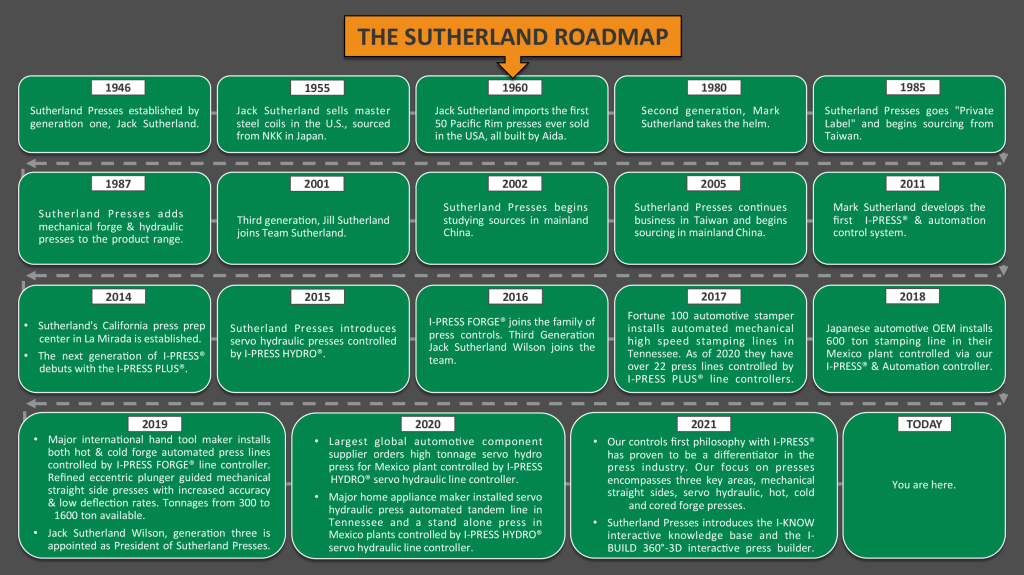 THE SUTHERLAND ROADMAP
1946
Sutherland Presses established by
generation one, Jack Sutherland.
1955
Jack Sutherland sells master
steel coils in the U.S., sourced
from NKK in Japan.
1960
Jack Sutherland imports the first
50 Pacific Rim presses ever sold
in the USA, all built by Aida.
1980
Second generation, Mark
Sutherland takes the helm.
1985
Sutherland Presses goes "Private
Label" and begins sourcing from
Taiwan.
1987
Sutherland Presses adds
mechanical forge & hydraulic
presses to the product range.
2001
Third generation, Jill Sutherland
joins Team Sutherland.
2002
Sutherland Presses begins
studying sources in mainland
China.
2005
Sutherland Presses continues
business in Taiwan and begins
sourcing in mainland China.
2011
Mark Sutherland develops the
first I-PRESS® & automation
control system.
2014
• Sutherland's California press prep
center in La Mirada is established.
• The next generation of I-PRESS®
debuts with the I-PRESS PLUS®.
2015
Sutherland Presses introduces
servo hydraulic presses controlled
by I-PRESS HYDRO®.
2016
I-PRESS FORGE® joins the family of
press controls. Third Generation
Jack Sutherland Wilson joins the
team.
2017
Fortune 100 automotive stamper
installs automated mechanical
high speed stamping lines in
Tennessee. As of 2020 they have
over 22 press lines controlled by
I-PRESS PLUS® line controllers.
2018
Japanese automotive OEM installs
600 ton stamping line in their
Mexico plant controlled via our
I-PRESS® & Automation controller.
2019
• Major international hand tool maker installs
both hot & cold forge automated press lines
controlled by I-PRESS FORGE® line controller.
Refined eccentric plunger guided mechanical
straight side presses with increased accuracy
& low deflection rates. Tonnages from 300 to
1600 ton available.
• Jack Sutherland Wilson, generation three is
appointed as President of Sutherland Presses.
2020
• Largest global automotive component
supplier orders high tonnage servo hydro
press for Mexico plant controlled by I-PRESS
HYDRO® servo hydraulic line controller.
• Major home appliance maker installed servo
hydraulic press automated tandem line in
Tennessee and a stand alone press in
Mexico plants controlled by I-PRESS HYDRO®
servo hydraulic line controller.
2021
• Our controls first philosophy with I-PRESS®
has proven to be a differentiator in the
press industry. Our focus on presses
encompasses three key areas, mechanical
straight sides, servo hydraulic, hot, cold
and cored forge presses.
• Sutherland Presses introduces the I-KNOW
interactive knowledge base and the I-
BUILD 360°-3D interactive press builder.
TODAY
You are here.